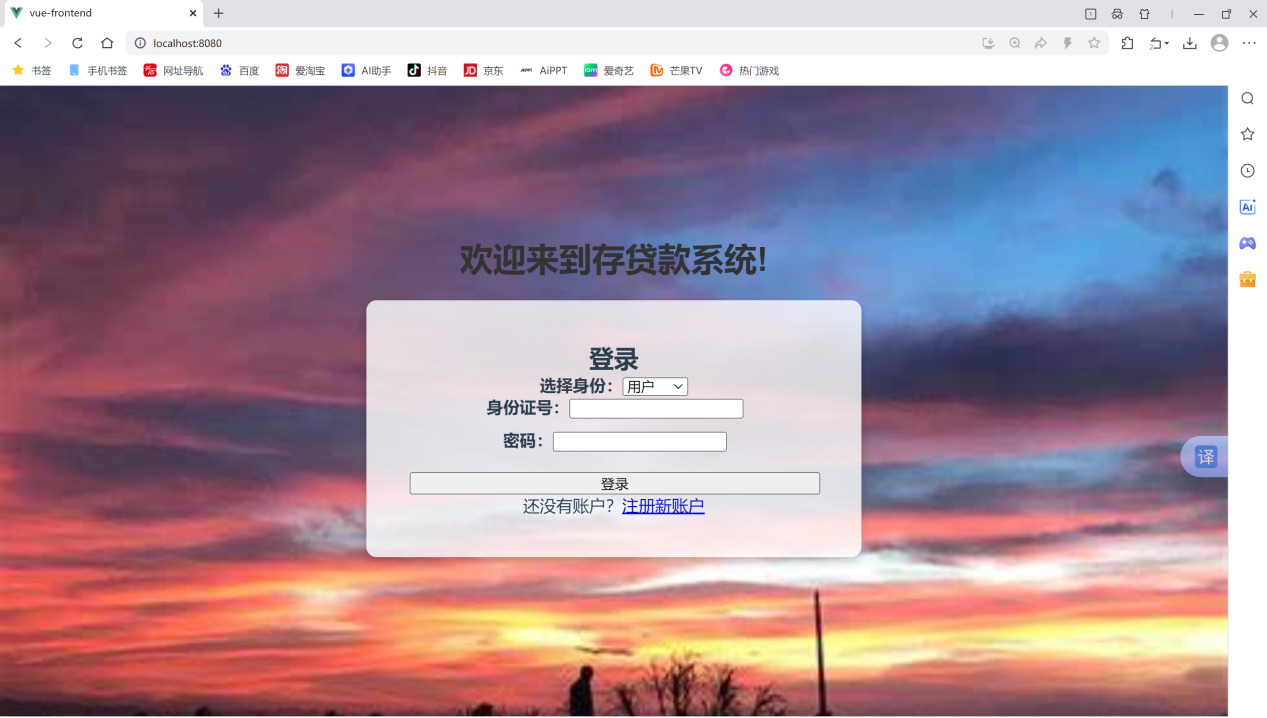 vue-frontend
localhost:8080
书签 手机书签 网址导航 百度 爱淘宝 AI助手 抖音 京东 AiPPT 爱奇艺 芒果TV 热门游戏
欢迎来到存贷款系统!
登录
选择身份： 用户
身份证号：
密码：
登录
还没有账户？注册新账户
译